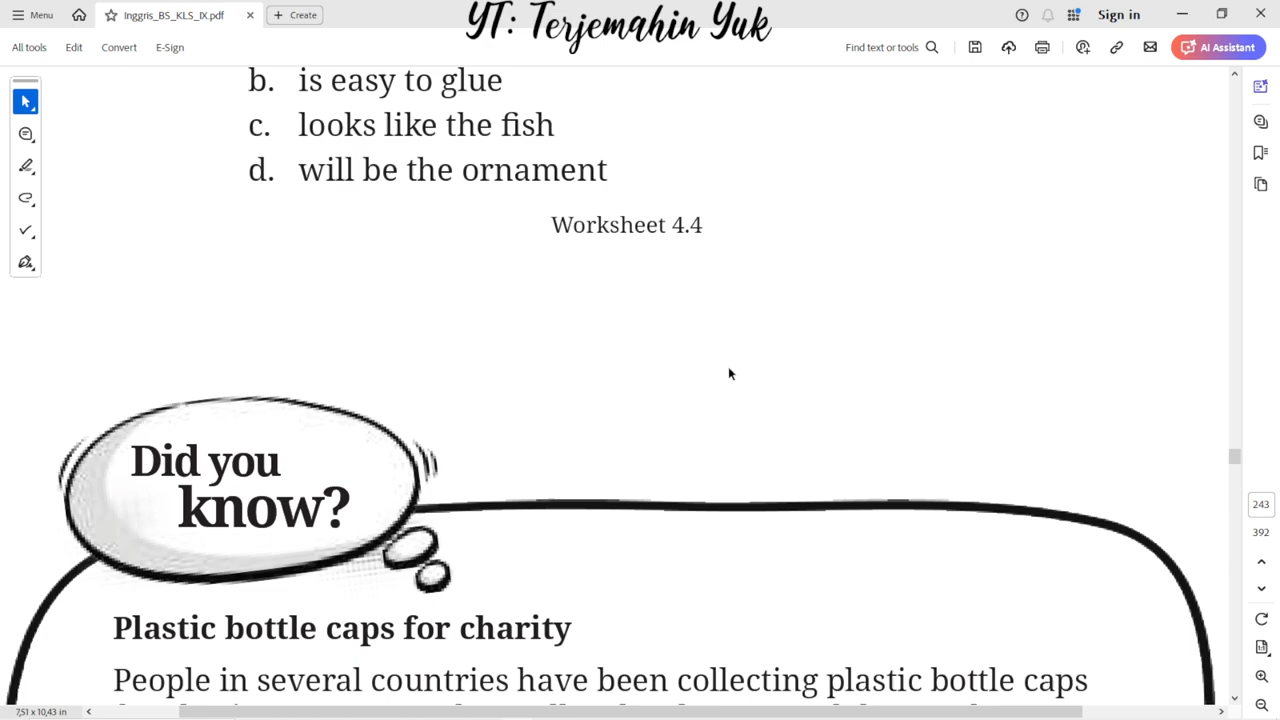 Menu
Inggris_BS_KLS_IX.pdf
Create
YT: Terjemahin Yuk
Sign in
All tools
Edit
Convert
E-Sign
Find text or tools
AI Assistant
b. is easy to glue
c. looks like the fish
d. will be the ornament
Worksheet 4.4
Did you
know?
243
392
Plastic bottle caps for charity
People in several countries have been collecting plastic bottle caps
7,51 x 10,43 in